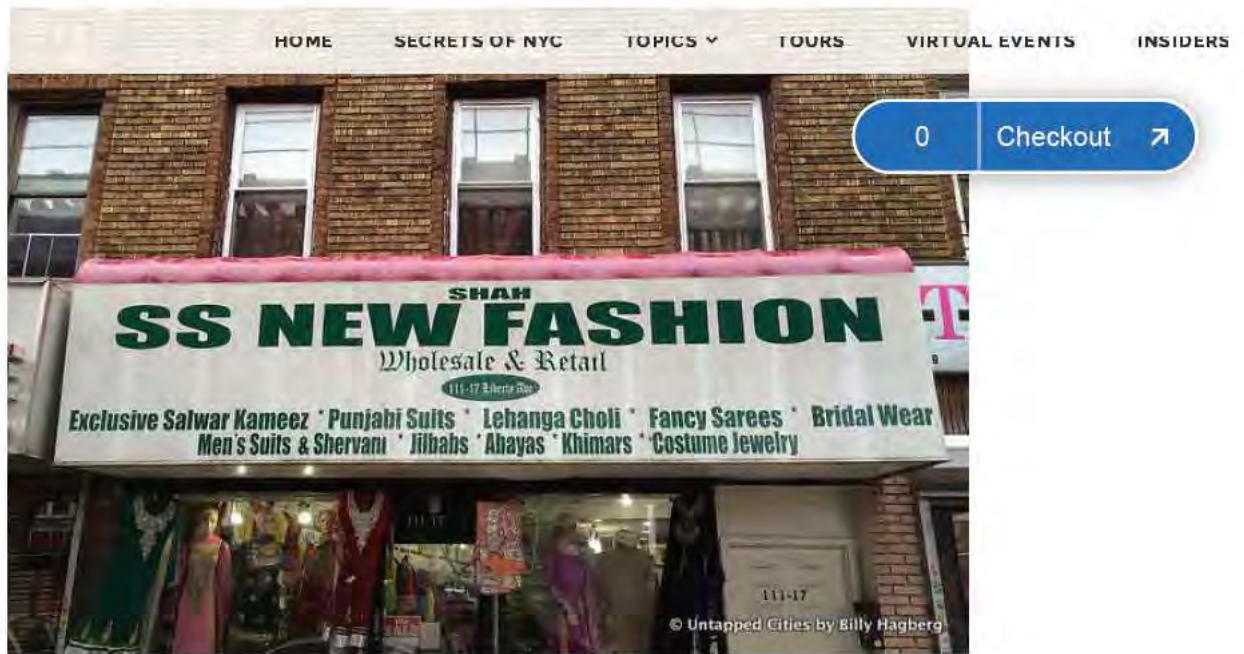 HOME SECRETS OF NYC TOPICS TOURS VIRTUAL EVENTS INSIDERS
0 Checkout
SHAH
SS NEW FASHION
Wholesale & Retail
111-17 Liberty Ave
Exclusive Salwar Kameez * Punjabi Suits * Lehanga Choli * Fancy Sarees * Bridal Wear
Men's Suits & Shervani * Jilbabs * Abayas * Khimars * Costume Jewelry
T
111-17
111-17
© Untapped Cities by Billy Hagberg